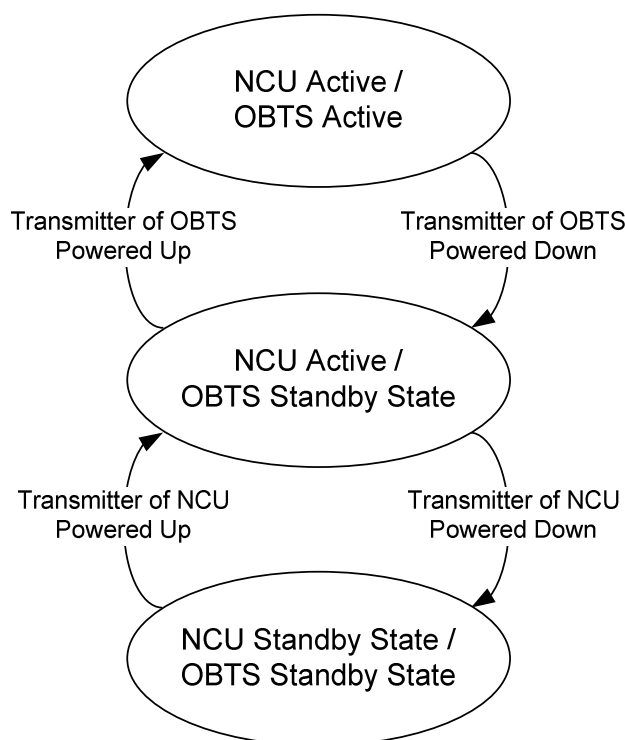 NCU Active /
OBTS Active
Transmitter of OBTS
Powered Up
Transmitter of OBTS
Powered Down
NCU Active /
OBTS Standby State
Transmitter of NCU
Powered Up
Transmitter of NCU
Powered Down
NCU Standby State /
OBTS Standby State